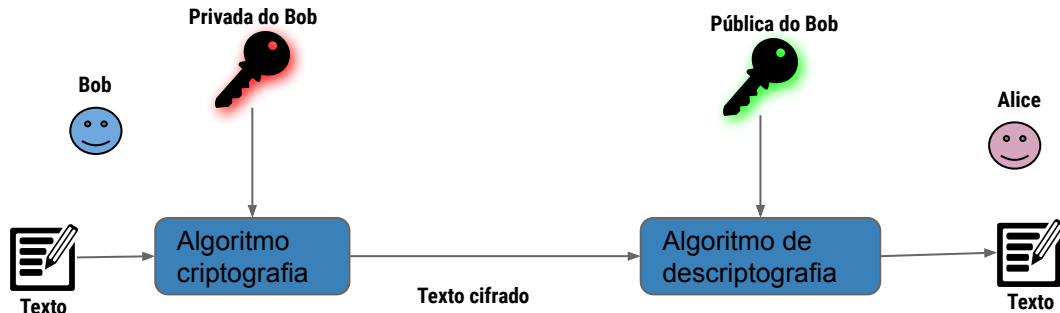 Privada do Bob
Pública do Bob
Bob
Alice
Algoritmo
criptografia
Algoritmo de
descriptografia
Texto
Texto cifrado
Texto